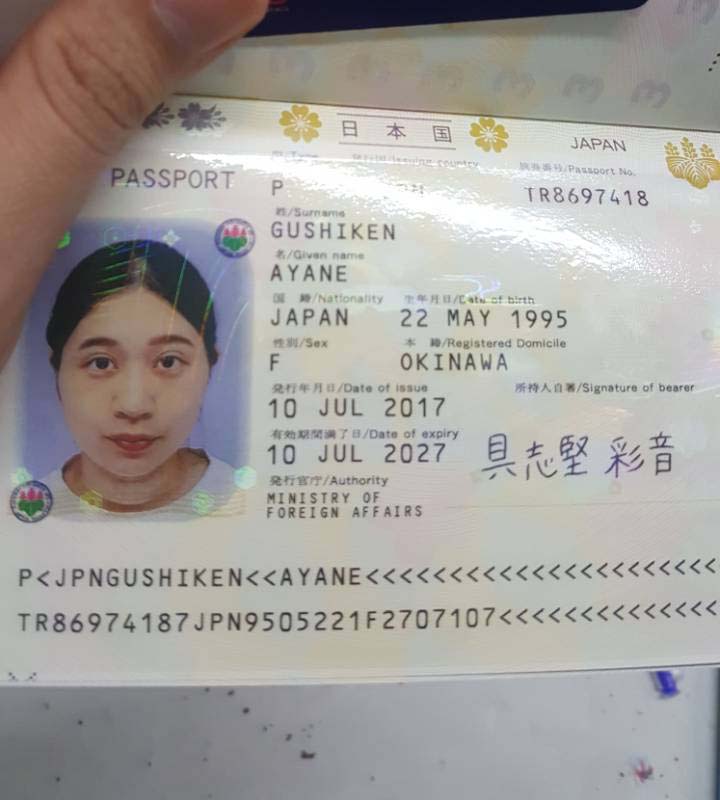 日本国
JAPAN
PASSPORT
型/Type
発行国/Issuing country
旅券番号/Passport No.
P
TR8697418
姓/Surname
GUSHIKEN
名/Given name
AYANE
国 籍/Nationality
生年月日/Date of birth
JAPAN
22 MAY 1995
性別/Sex
本 籍/Registered Domicile
F
OKINAWA
発行年月日/Date of issue
所持人自署/Signature of bearer
10 JUL 2017
有効期間満了日/Date of expiry
10 JUL 2027
具志堅 彩音
発行官庁/Authority
MINISTRY OF
FOREIGN AFFAIRS
P<JPNGUSHIKEN<<AYANE<<<<<<<<<<<<<<<<<<<<<<<<
TR86974187JPN9505221F2707107<<<<<<<<<<<<<<